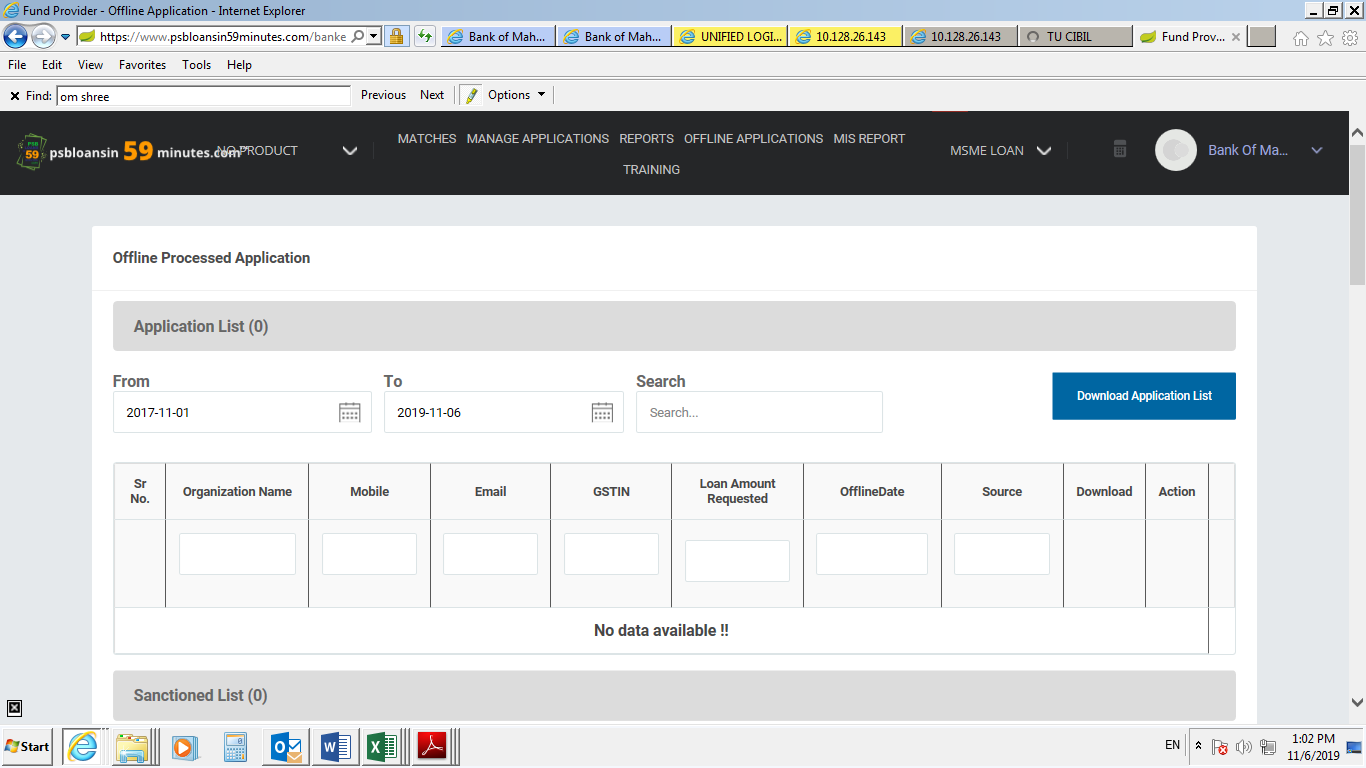 Fund Provider - Offline Application - Internet Explorer
https://www.psbloansin59minutes.com/banke
Bank of Mah...
Bank of Mah...
UNIFIED LOGI...
10.128.26.143
10.128.26.143
TU CIBIL
Fund Prov...
File Edit View Favorites Tools Help
Find: om shree Previous Next Options
PSB 59 psbloansin 59 minutes.com
NO PRODUCT
MATCHES MANAGE APPLICATIONS REPORTS OFFLINE APPLICATIONS MIS REPORT
TRAINING
MSME LOAN
Bank Of Ma...
Offline Processed Application
Application List (0)
From To Search
2017-11-01 2019-11-06 Search...
Download Application List
Sr No. Organization Name Mobile Email GSTIN Loan Amount Requested OfflineDate Source Download Action
No data available !!
Sanctioned List (0)
Start
EN
1:02 PM
11/6/2019